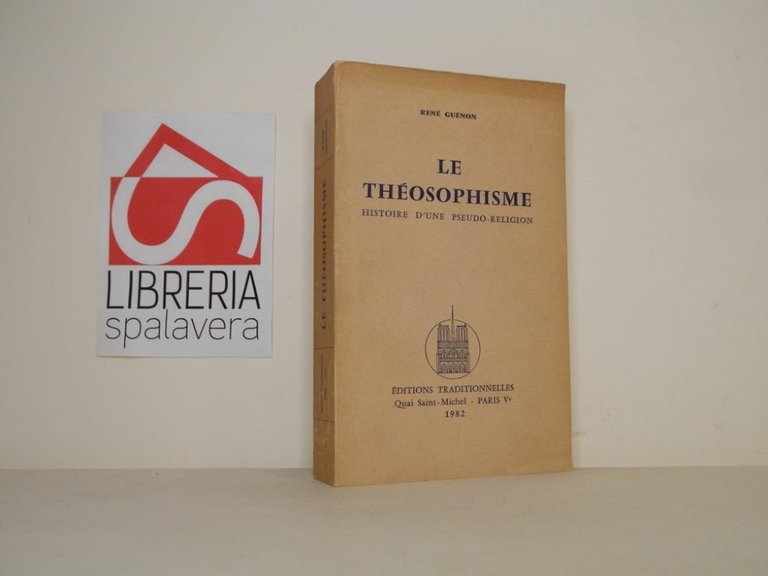 LIBRERIA
spalavera
LE THÉOSOPHISME
RENÉ GUÉNON
LE
THÉOSOPHISME
HISTOIRE D'UNE PSEUDO-RELIGION
ÉDITIONS TRADITIONNELLES
Quai Saint-Michel - PARIS Vᵉ
1982